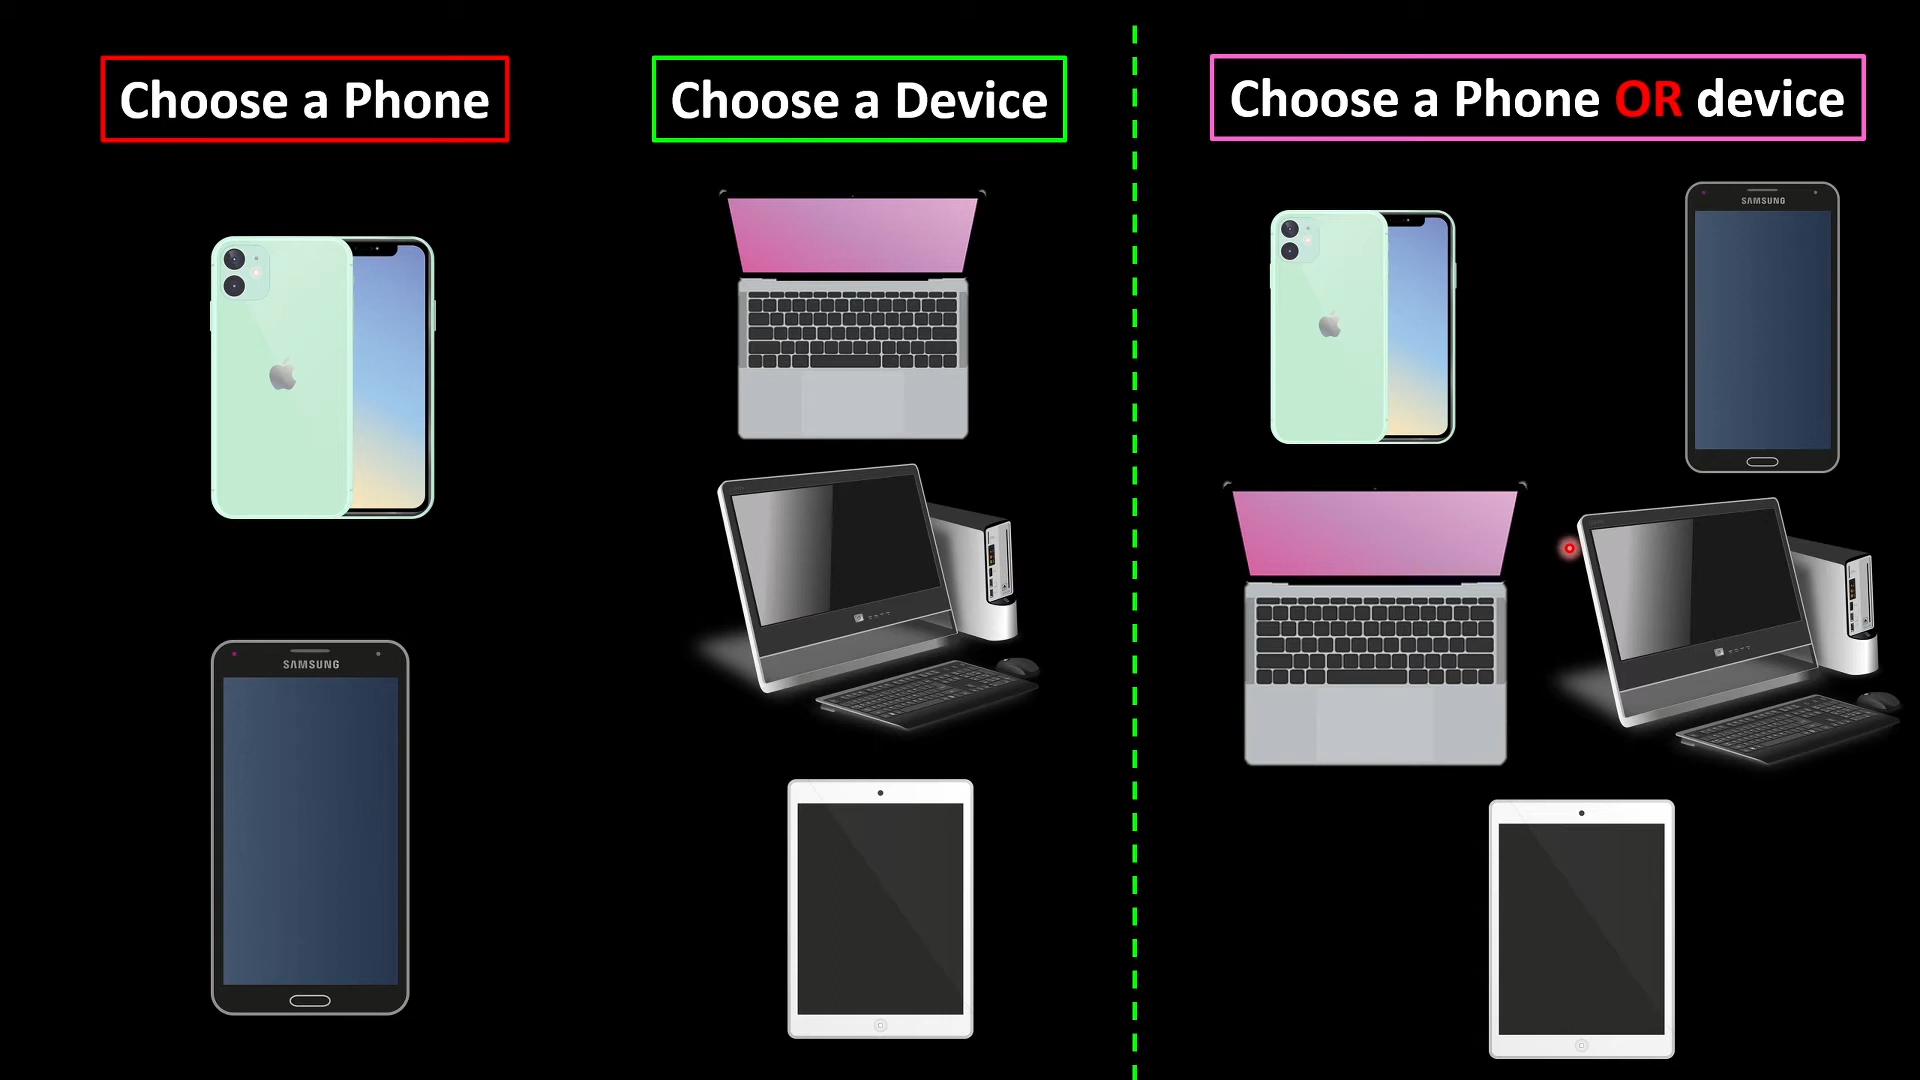 Choose a Phone
Choose a Device
Choose a Phone OR device
SAMSUNG
SAMSUNG